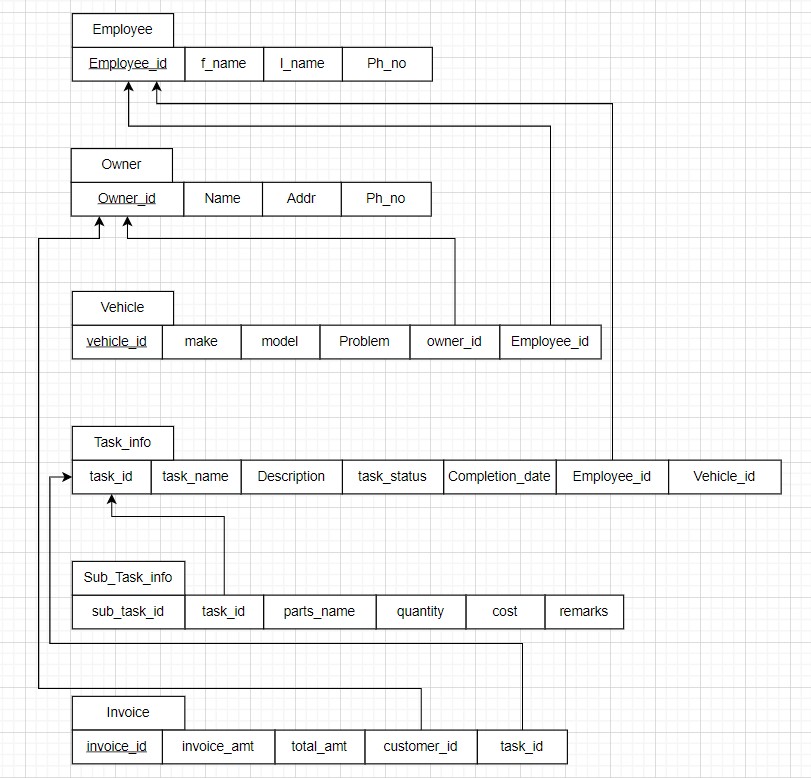 Employee
Employee_id f_name l_name Ph_no
Owner
Owner_id Name Addr Ph_no
Vehicle
vehicle_id make model Problem owner_id Employee_id
Task_info
task_id task_name Description task_status Completion_date Employee_id Vehicle_id
Sub_Task_info
sub_task_id task_id parts_name quantity cost remarks
Invoice
invoice_id invoice_amt total_amt customer_id task_id